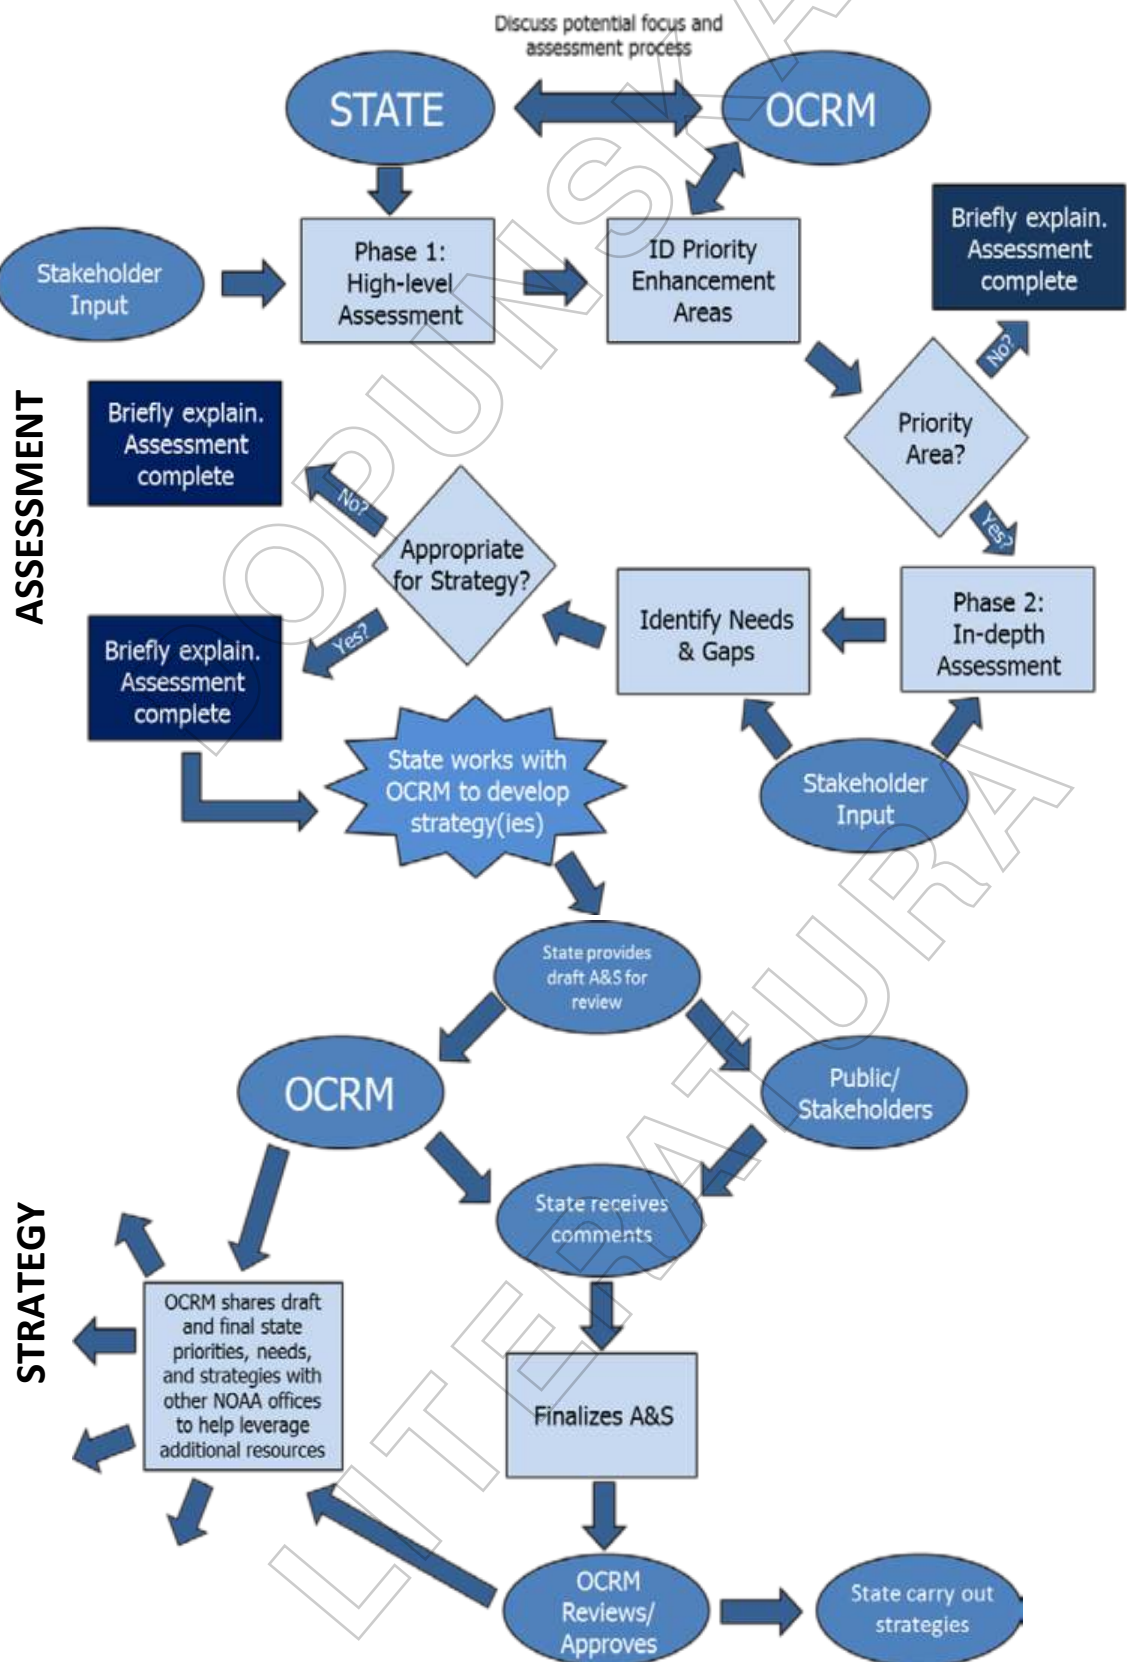 Discuss potential focus and
assessment process
STATE
OCRM
Stakeholder
Input
Phase 1:
High-level
Assessment
ID Priority
Enhancement
Areas
Briefly explain.
Assessment
complete
No?
Priority
Area?
Yes?
ASSESSMENT
Briefly explain.
Assessment
complete
No?
Appropriate
for Strategy?
Yes?
Identify Needs
& Gaps
Phase 2:
In-depth
Assessment
Briefly explain.
Assessment
complete
State works with
OCRM to develop
strategy(ies)
Stakeholder
Input
State provides
draft A&S for
review
OCRM
Public/
Stakeholders
State receives
comments
STRATEGY
OCRM shares draft
and final state
priorities, needs,
and strategies with
other NOAA offices
to help leverage
additional resources
Finalizes A&S
OCRM
Reviews/
Approves
State carry out
strategies
DOPUNSKA
LITERATURA